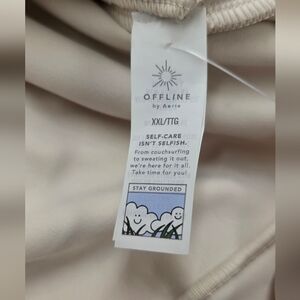 OFFLINE
by Aerie
XXL/TTG
SELF-CARE
ISN'T SELFISH.
From couchsurfing
to sweating it out,
we're here for it all.
Take time for you!
STAY GROUNDED